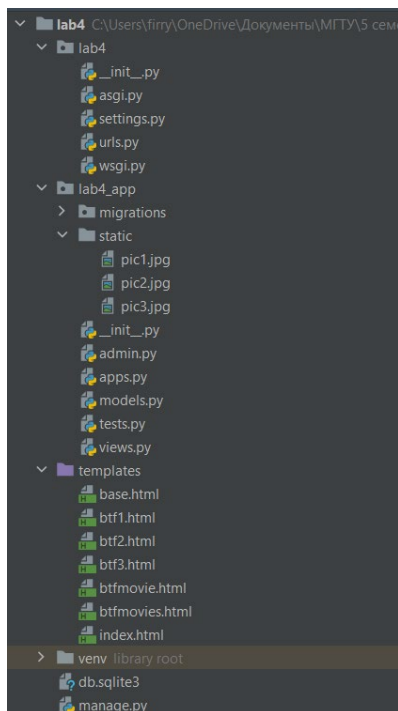 lab4 C:\Users\firry\OneDrive\Документы\МГТУ\5 сем
lab4
__init__.py
asgi.py
settings.py
urls.py
wsgi.py
lab4_app
migrations
static
pic1.jpg
pic2.jpg
pic3.jpg
__init__.py
admin.py
apps.py
models.py
tests.py
views.py
templates
base.html
btf1.html
btf2.html
btf3.html
btfmovie.html
btfmovies.html
index.html
venv library root
db.sqlite3
manage.py